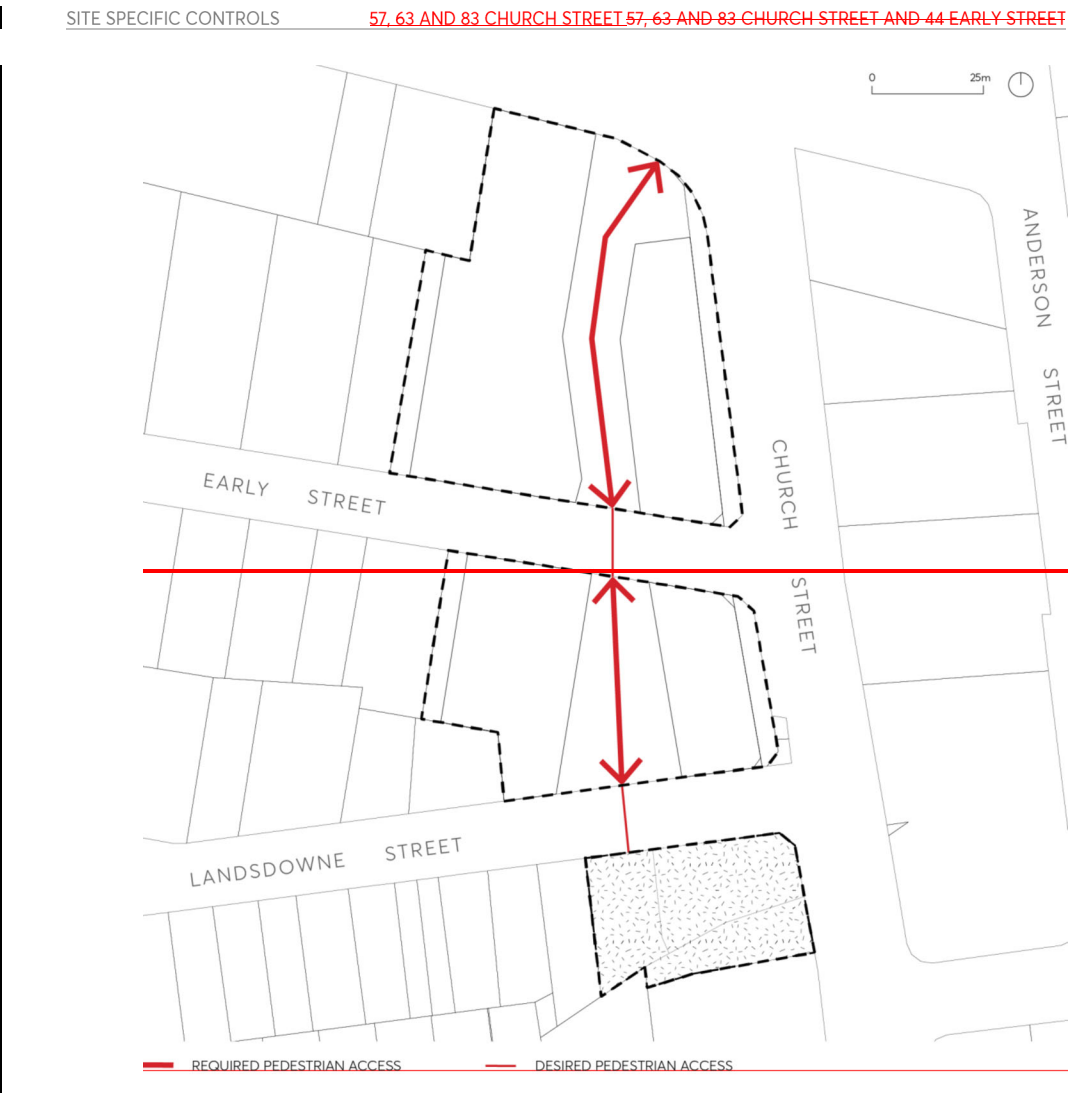 SITE SPECIFIC CONTROLS 57, 63 AND 83 CHURCH STREET 57, 63 AND 83 CHURCH STREET AND 44 EARLY STREET
0 25m
ANDERSON STREET
CHURCH STREET
EARLY STREET
LANDSDOWNE STREET
REQUIRED PEDESTRIAN ACCESS DESIRED PEDESTRIAN ACCESS